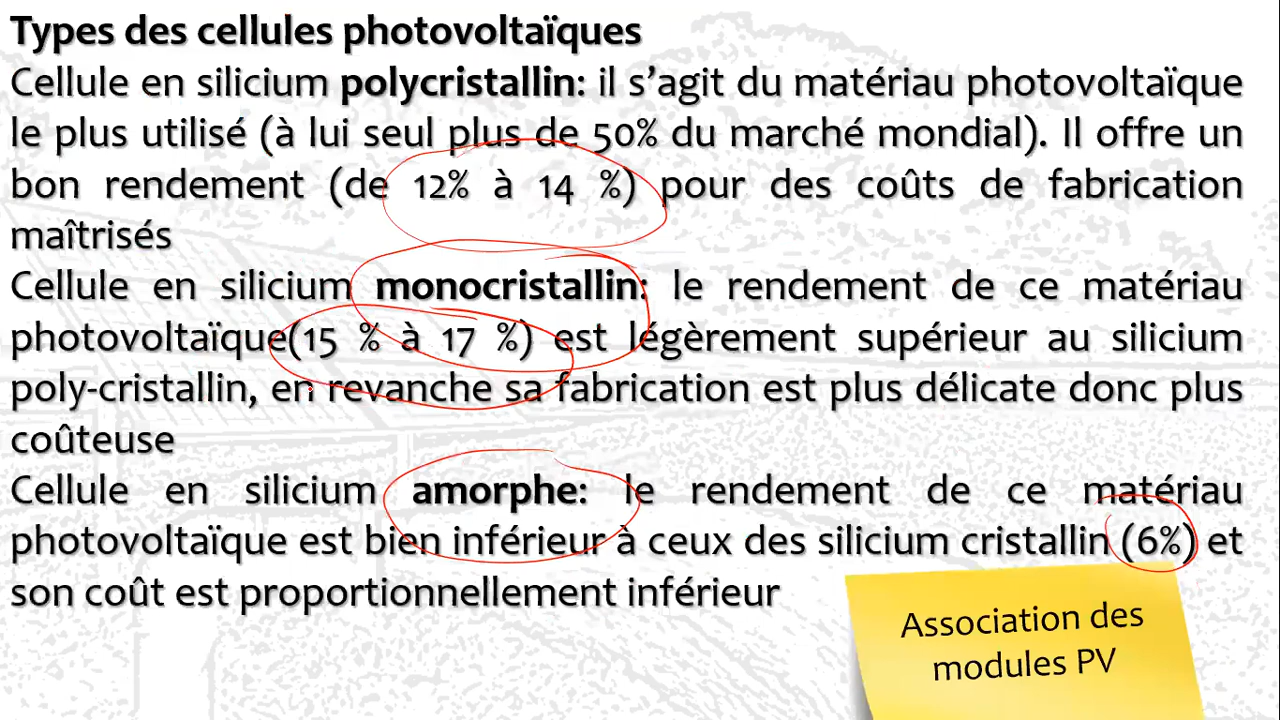 Types des cellules photovoltaïques
Cellule en silicium polycristallin: il s’agit du matériau photovoltaïque
le plus utilisé (à lui seul plus de 50% du marché mondial). Il offre un
bon rendement (de 12% à 14 %) pour des coûts de fabrication
maîtrisés
Cellule en silicium monocristallin: le rendement de ce matériau
photovoltaïque(15 % à 17 %) est légèrement supérieur au silicium
poly-cristallin, en revanche sa fabrication est plus délicate donc plus
coûteuse
Cellule en silicium amorphe: le rendement de ce matériau
photovoltaïque est bien inférieur à ceux des silicium cristallin (6%) et
son coût est proportionnellement inférieur
Association des
modules PV